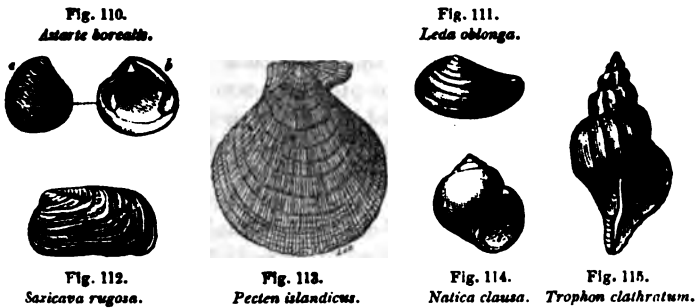 Fig. 110.
Astarte borealis.
Fig. 111.
Leda oblonga.
a
b
Fig. 112.
Saxicava rugosa.
Fig. 113.
Pecten islandicus.
Fig. 114.
Natica clausa.
Fig. 115.
Trophon clathratum.